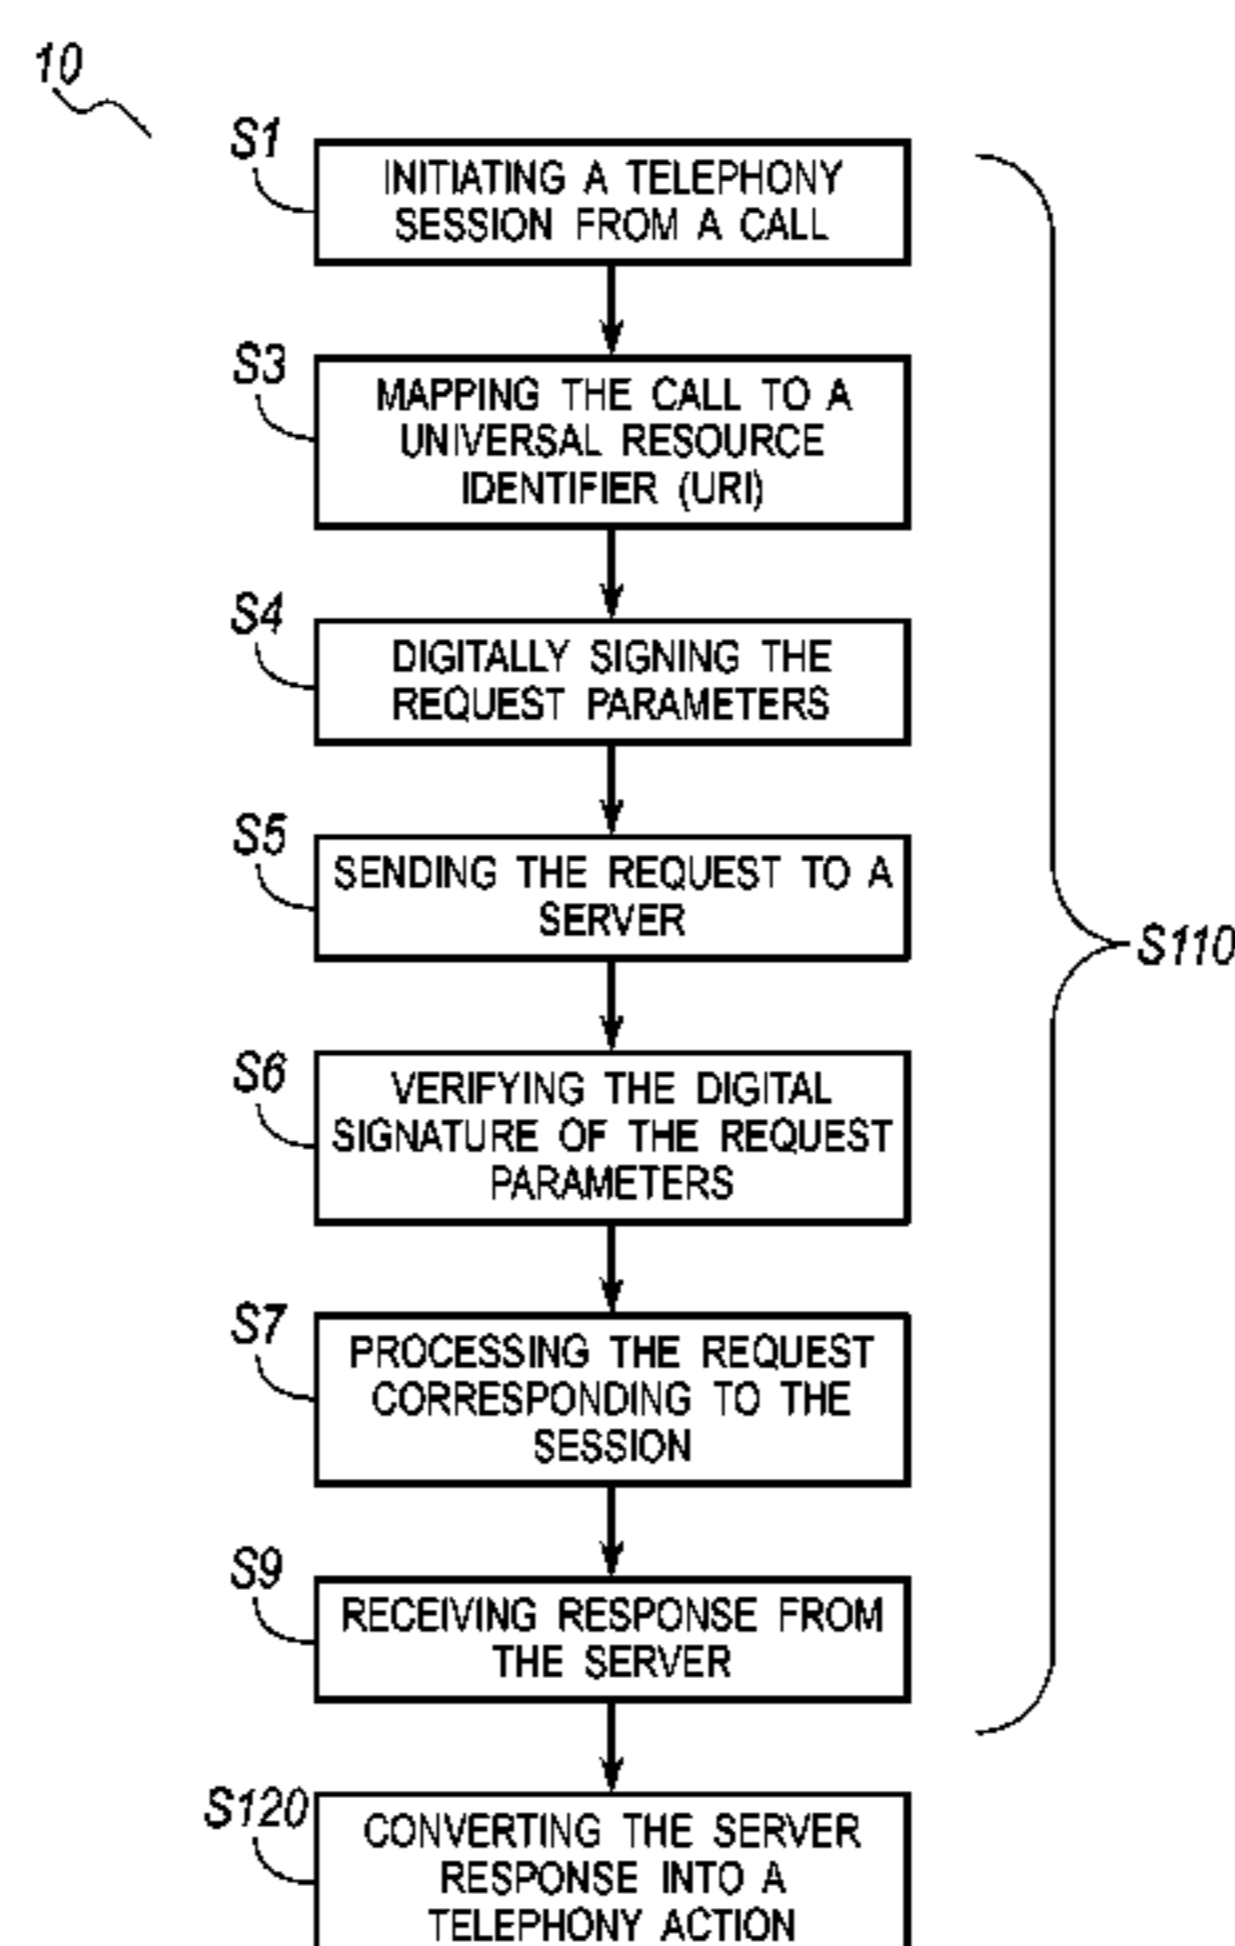 10
S1
INITIATING A TELEPHONY
SESSION FROM A CALL
S3
MAPPING THE CALL TO A
UNIVERSAL RESOURCE
IDENTIFIER (URI)
S4
DIGITALLY SIGNING THE
REQUEST PARAMETERS
S5
SENDING THE REQUEST TO A
SERVER
S110
S6
VERIFYING THE DIGITAL
SIGNATURE OF THE REQUEST
PARAMETERS
S7
PROCESSING THE REQUEST
CORRESPONDING TO THE
SESSION
S9
RECEIVING RESPONSE FROM
THE SERVER
S120
CONVERTING THE SERVER
RESPONSE INTO A
TELEPHONY ACTION